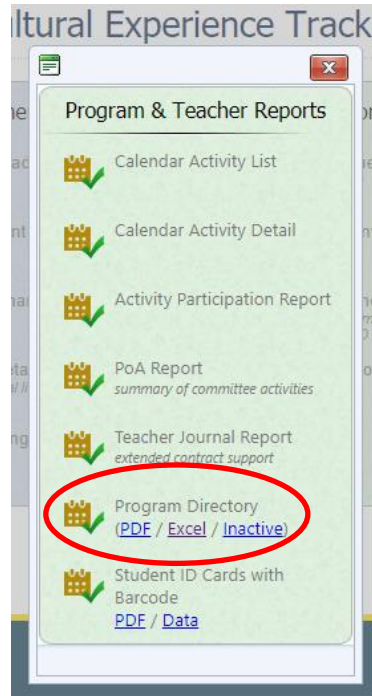 ltural Experience Track
Program & Teacher Reports
Calendar Activity List
Calendar Activity Detail
Activity Participation Report
PoA Report
summary of committee activities
Teacher Journal Report
extended contract support
Program Directory
(PDF / Excel / Inactive)
Student ID Cards with
Barcode
PDF / Data